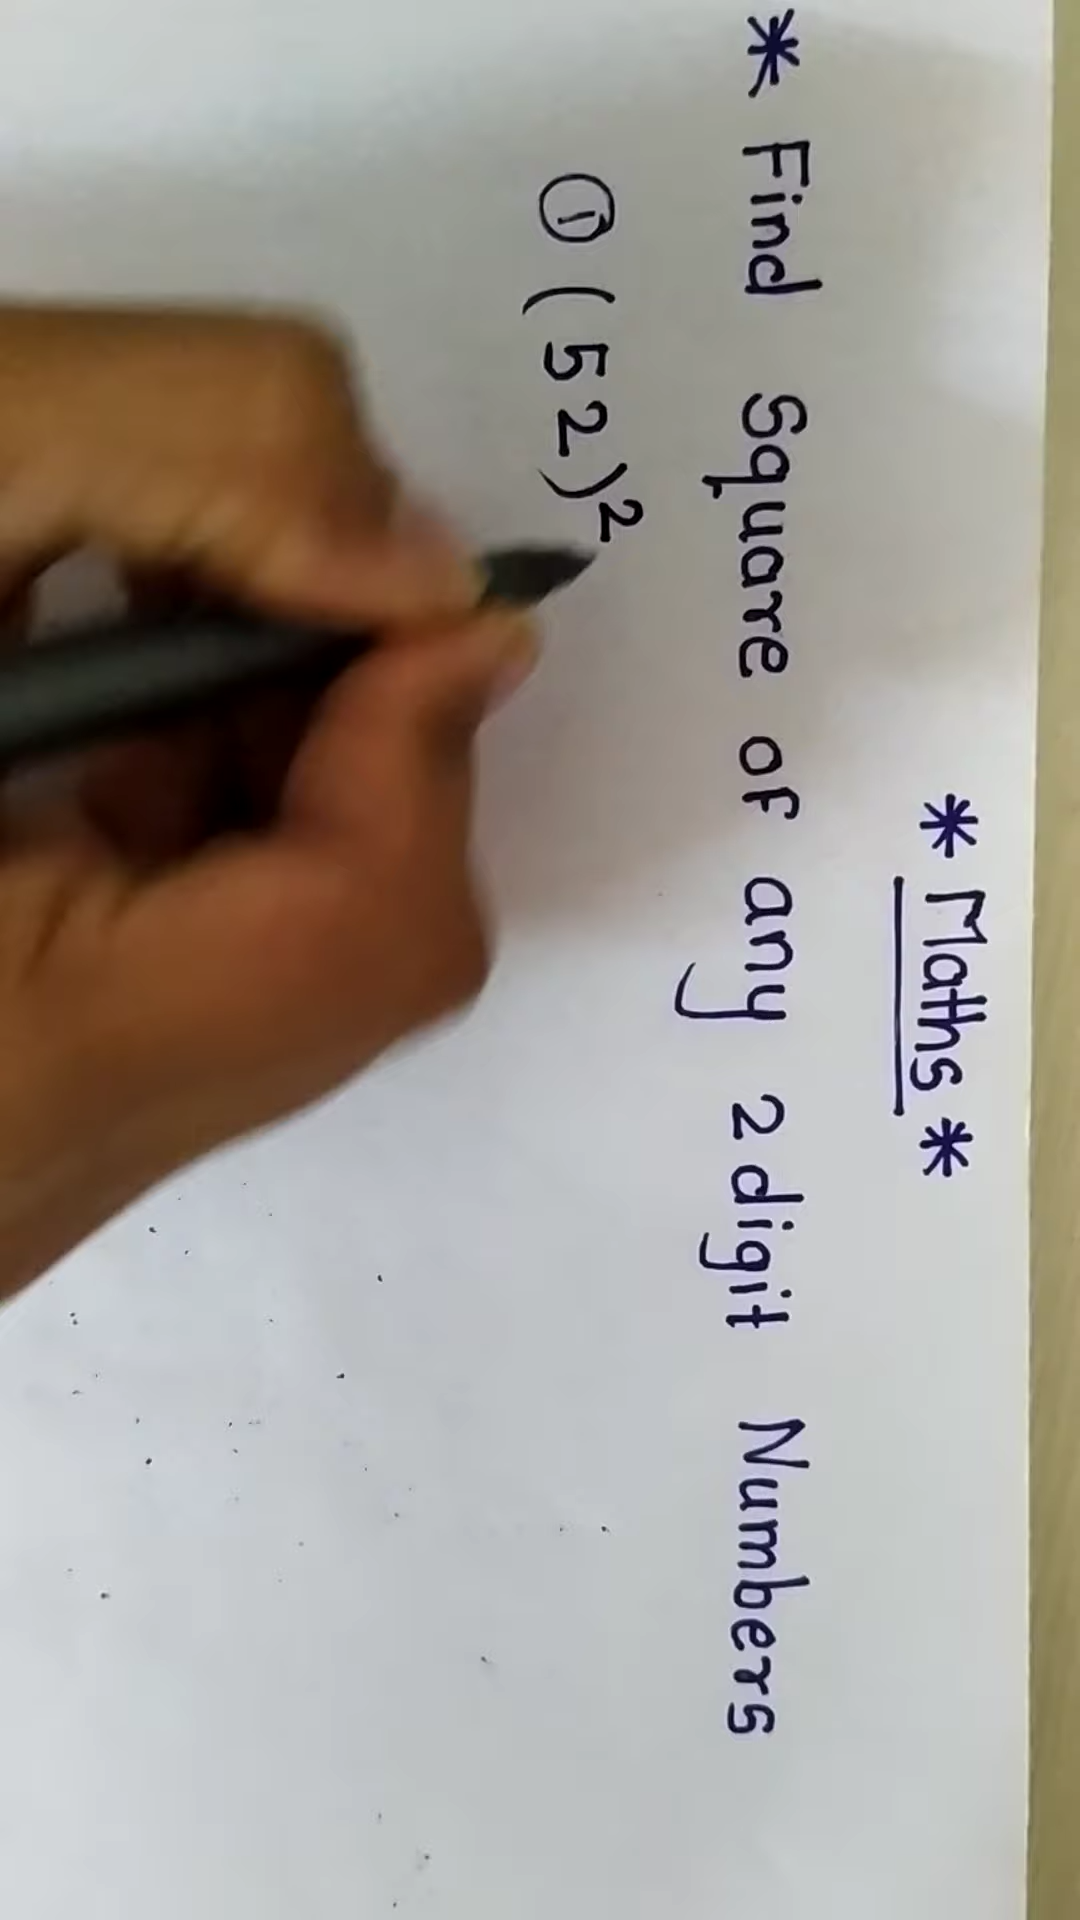 * Maths *
* Find Square of any 2 digit Numbers
① (52)²